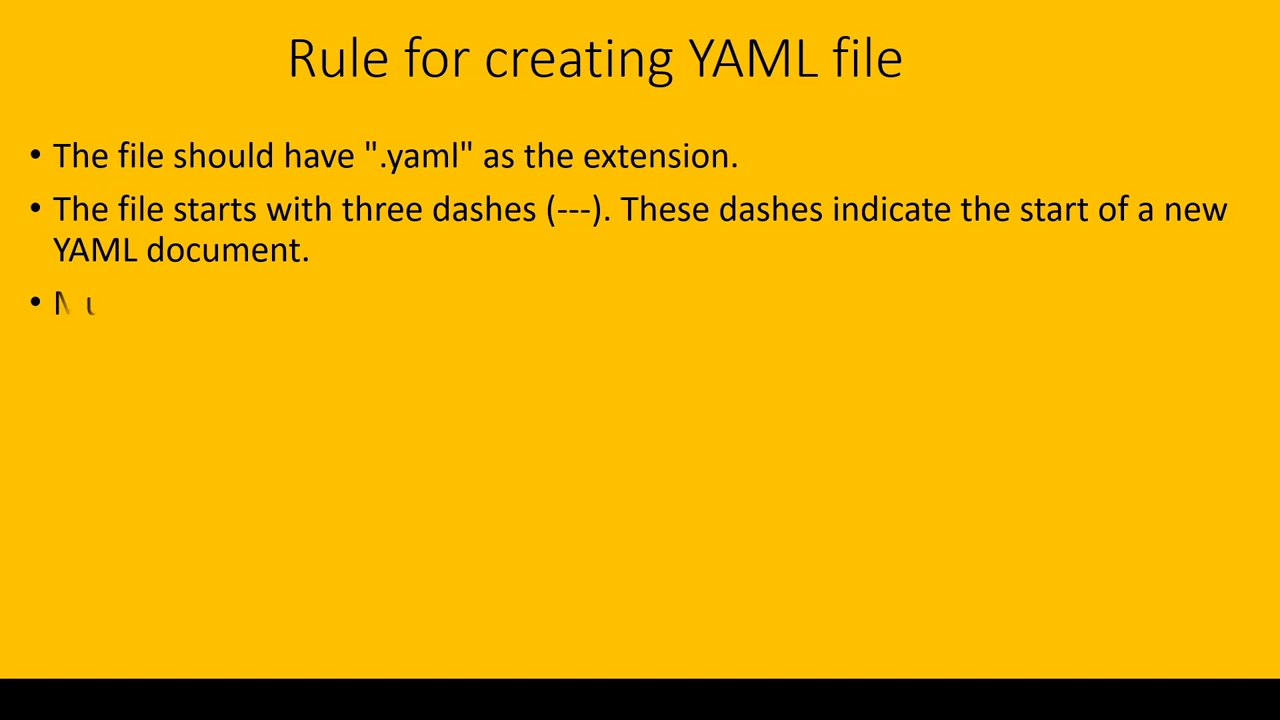 Rule for creating YAML file
• The file should have ".yaml" as the extension.
• The file starts with three dashes (---). These dashes indicate the start of a new
YAML document.
•